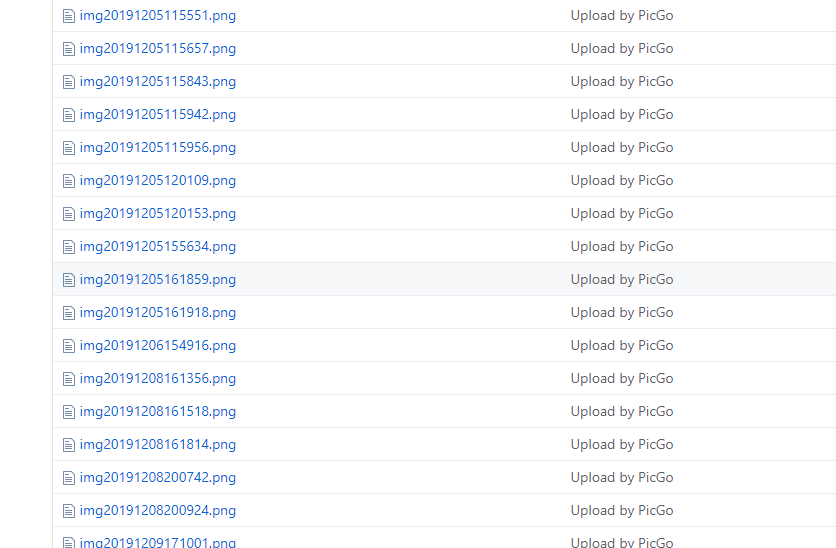 img20191205115551.png Upload by PicGo
img20191205115657.png Upload by PicGo
img20191205115843.png Upload by PicGo
img20191205115942.png Upload by PicGo
img20191205115956.png Upload by PicGo
img20191205120109.png Upload by PicGo
img20191205120153.png Upload by PicGo
img20191205155634.png Upload by PicGo
img20191205161859.png Upload by PicGo
img20191205161918.png Upload by PicGo
img20191206154916.png Upload by PicGo
img20191208161356.png Upload by PicGo
img20191208161518.png Upload by PicGo
img20191208161814.png Upload by PicGo
img20191208200742.png Upload by PicGo
img20191208200924.png Upload by PicGo
img20191209171001.png Upload by PicGo